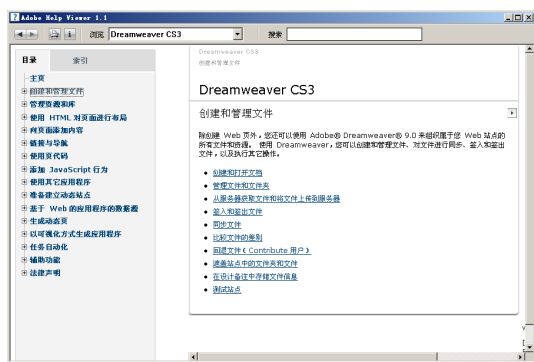 Adobe Help Viewer 1.1
浏览 Dreamweaver CS3 搜索
目录 索引
主页
创建和管理文件
管理资源和库
使用 HTML 对页面进行布局
向页面添加内容
链接与导航
使用页代码
添加 JavaScript 行为
使用其它应用程序
准备建立动态站点
基于 Web 的应用程序的数据源
生成动态页
以可视化方式生成应用程序
任务自动化
辅助功能
法律声明
Dreamweaver CS3
创建和管理文件
Dreamweaver CS3
创建和管理文件
除创建 Web 页外，您还可以使用 Adobe® Dreamweaver® 9.0 来组织属于您 Web 站点的
所有文件和资源。 使用 Dreamweaver，您可以创建和管理文件、对文件进行同步、签入和签出
文件，以及执行其它操作。
• 创建和打开文档
• 管理文件和文件夹
• 从服务器获取文件和将文件上传到服务器
• 签入和签出文件
• 同步文件
• 比较文件的差别
• 回退文件（Contribute 用户）
• 遮盖站点中的文件夹和文件
• 在设计备注中存储文件信息
• 测试站点